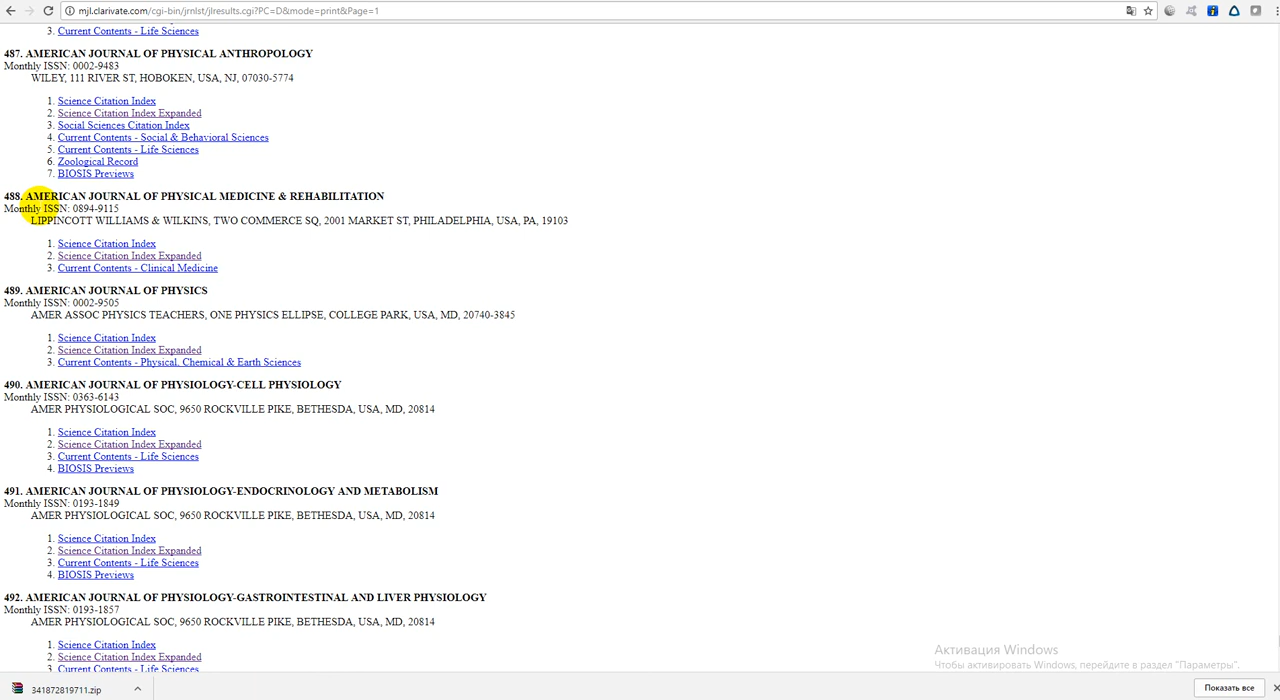 mjl.clarivate.com/cgi-bin/jrnlst/jlresults.cgi?PC=D&mode=print&Page=1
3. Current Contents - Life Sciences
487. AMERICAN JOURNAL OF PHYSICAL ANTHROPOLOGY
Monthly ISSN: 0002-9483
WILEY, 111 RIVER ST, HOBOKEN, USA, NJ, 07030-5774
1. Science Citation Index
2. Science Citation Index Expanded
3. Social Sciences Citation Index
4. Current Contents - Social & Behavioral Sciences
5. Current Contents - Life Sciences
6. Zoological Record
7. BIOSIS Previews
488. AMERICAN JOURNAL OF PHYSICAL MEDICINE & REHABILITATION
Monthly ISSN: 0894-9115
LIPPINCOTT WILLIAMS & WILKINS, TWO COMMERCE SQ, 2001 MARKET ST, PHILADELPHIA, USA, PA, 19103
1. Science Citation Index
2. Science Citation Index Expanded
3. Current Contents - Clinical Medicine
489. AMERICAN JOURNAL OF PHYSICS
Monthly ISSN: 0002-9505
AMER ASSOC PHYSICS TEACHERS, ONE PHYSICS ELLIPSE, COLLEGE PARK, USA, MD, 20740-3845
1. Science Citation Index
2. Science Citation Index Expanded
3. Current Contents - Physical, Chemical & Earth Sciences
490. AMERICAN JOURNAL OF PHYSIOLOGY-CELL PHYSIOLOGY
Monthly ISSN: 0363-6143
AMER PHYSIOLOGICAL SOC, 9650 ROCKVILLE PIKE, BETHESDA, USA, MD, 20814
1. Science Citation Index
2. Science Citation Index Expanded
3. Current Contents - Life Sciences
4. BIOSIS Previews
491. AMERICAN JOURNAL OF PHYSIOLOGY-ENDOCRINOLOGY AND METABOLISM
Monthly ISSN: 0193-1849
AMER PHYSIOLOGICAL SOC, 9650 ROCKVILLE PIKE, BETHESDA, USA, MD, 20814
1. Science Citation Index
2. Science Citation Index Expanded
3. Current Contents - Life Sciences
4. BIOSIS Previews
492. AMERICAN JOURNAL OF PHYSIOLOGY-GASTROINTESTINAL AND LIVER PHYSIOLOGY
Monthly ISSN: 0193-1857
AMER PHYSIOLOGICAL SOC, 9650 ROCKVILLE PIKE, BETHESDA, USA, MD, 20814
1. Science Citation Index
2. Science Citation Index Expanded
3. Current Contents - Life Sciences
Активация Windows
Чтобы активировать Windows, перейдите в раздел "Параметры".
341872819711.zip
Показать все